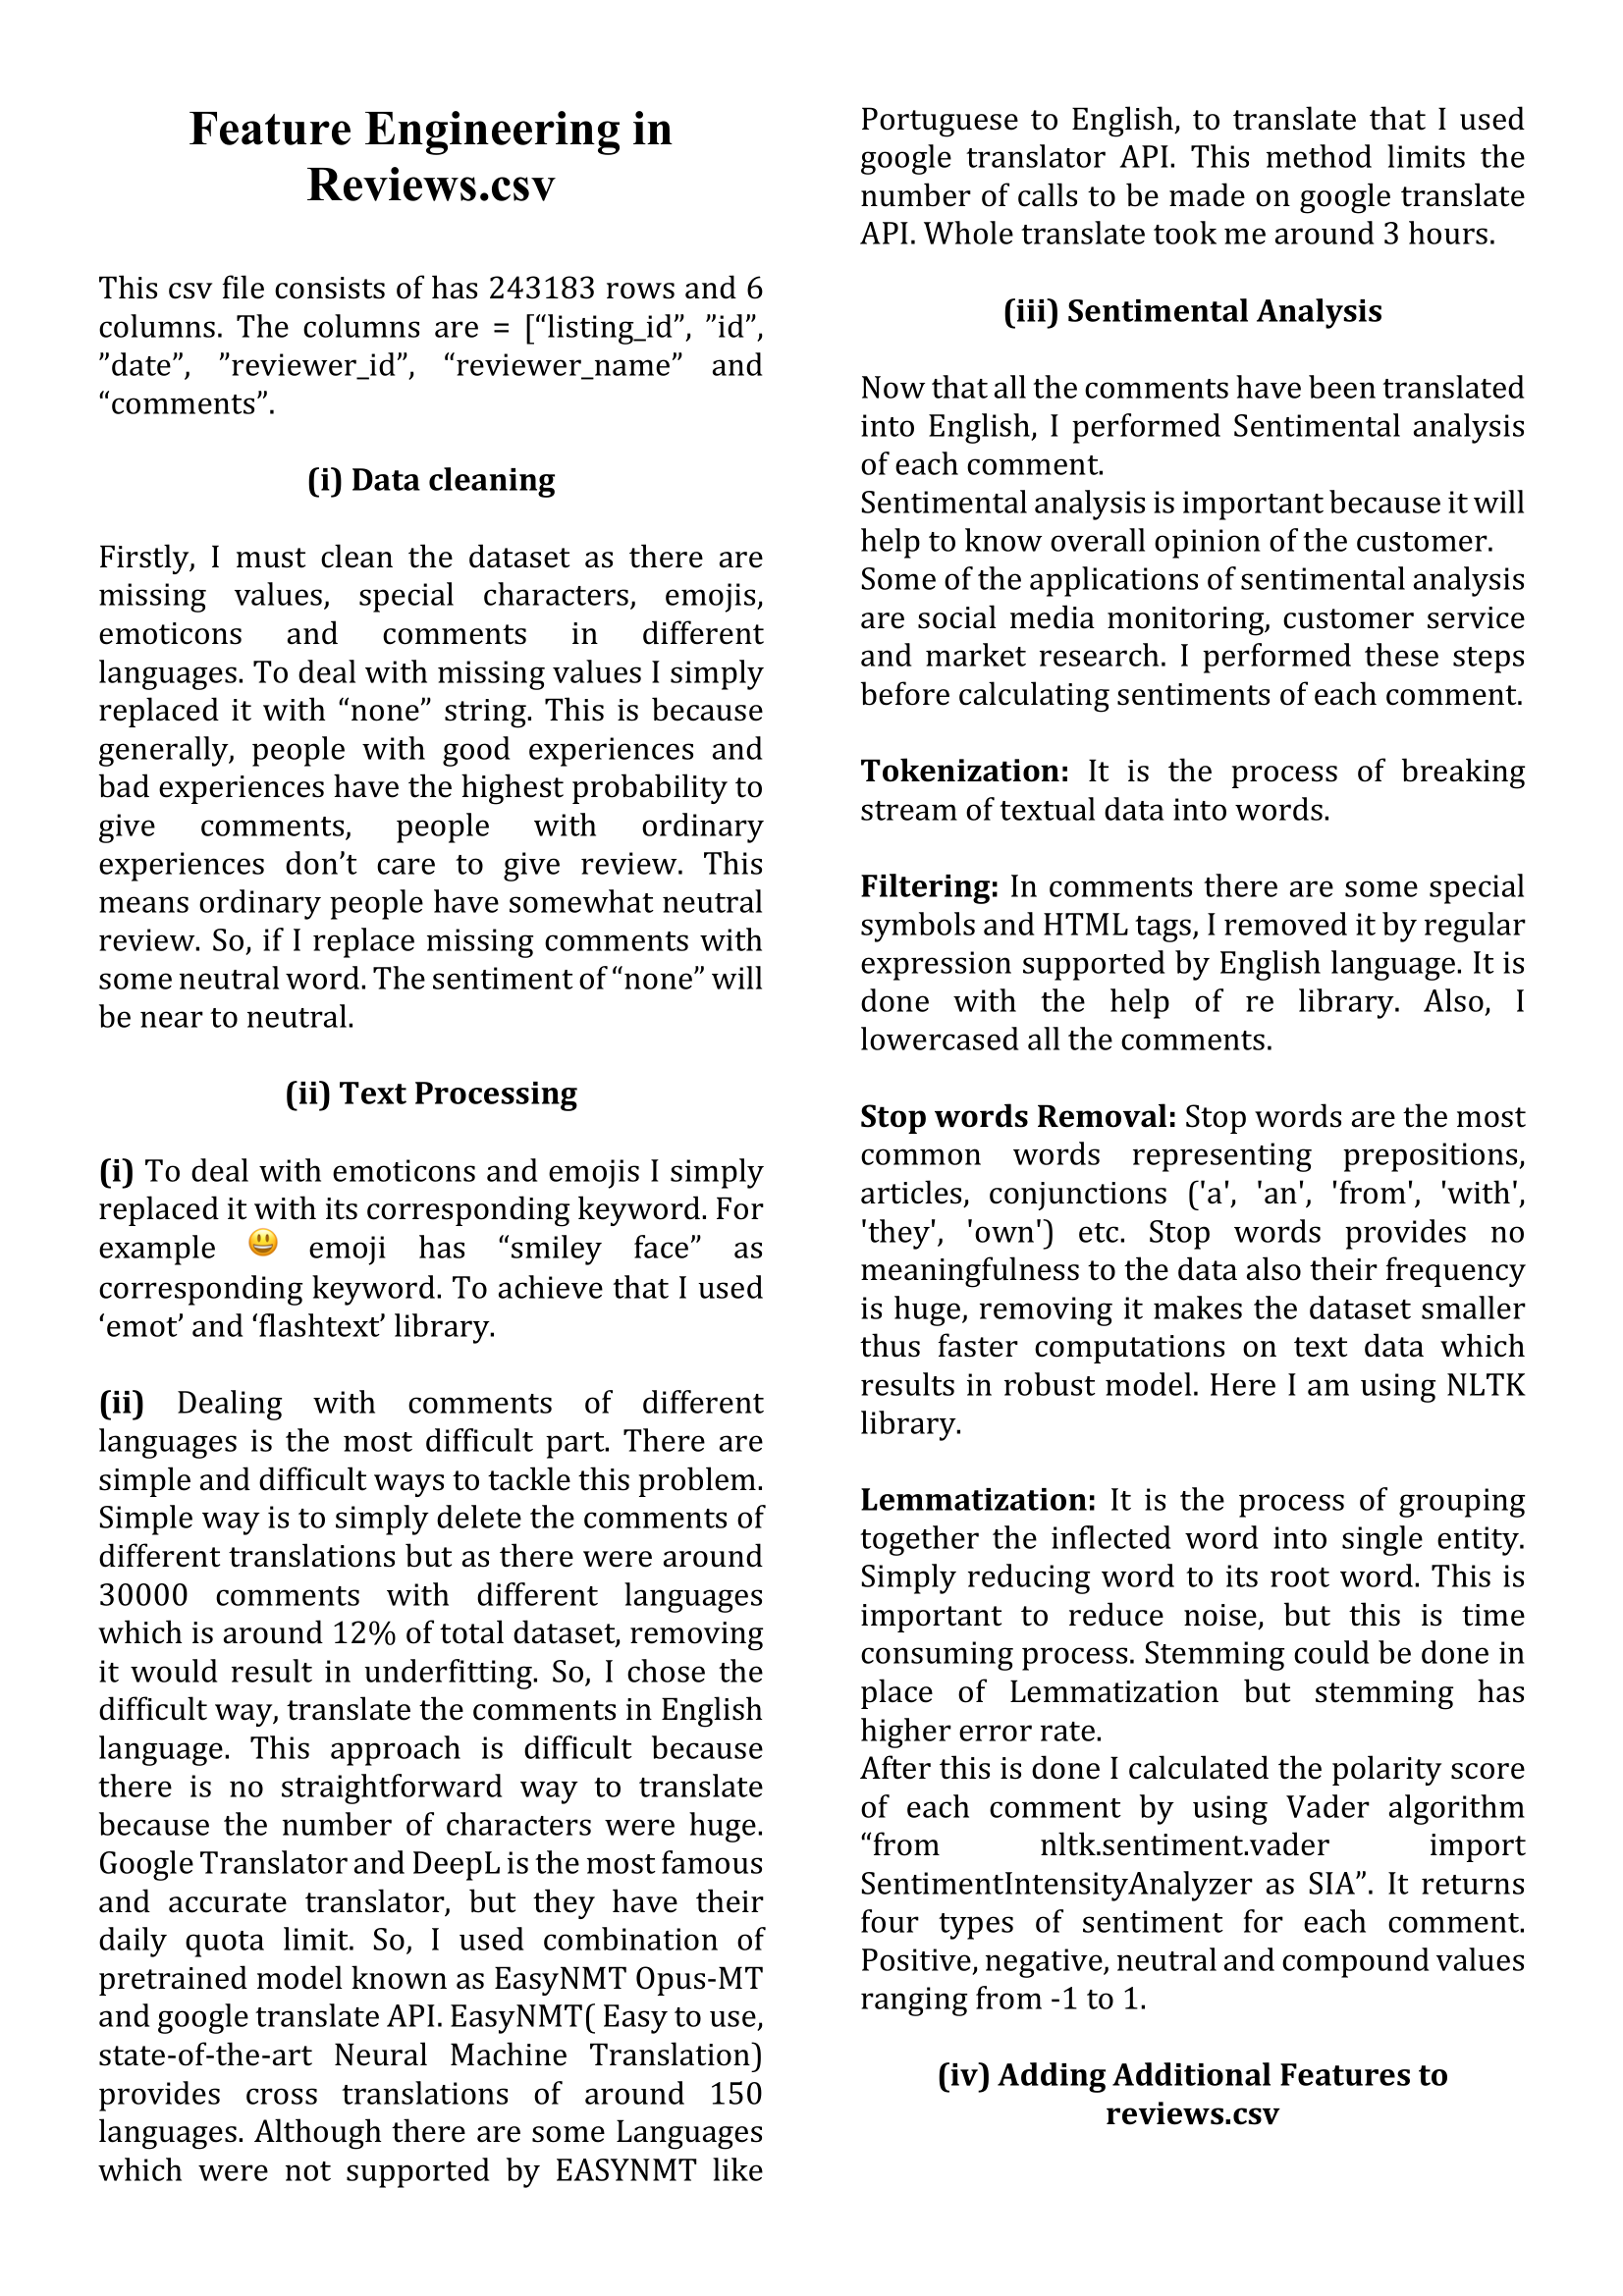 Feature Engineering in
Reviews.csv
This csv file consists of has 243183 rows and 6
columns. The columns are = [“listing_id”, ”id”,
”date”, ”reviewer_id”, “reviewer_name” and
“comments”.
(i) Data cleaning
Firstly, I must clean the dataset as there are
missing values, special characters, emojis,
emoticons and comments in different
languages. To deal with missing values I simply
replaced it with “none” string. This is because
generally, people with good experiences and
bad experiences have the highest probability to
give comments, people with ordinary
experiences don’t care to give review. This
means ordinary people have somewhat neutral
review. So, if I replace missing comments with
some neutral word. The sentiment of “none” will
be near to neutral.
(ii) Text Processing
(i) To deal with emoticons and emojis I simply
replaced it with its corresponding keyword. For
example 😃 emoji has “smiley face” as
corresponding keyword. To achieve that I used
‘emot’ and ‘flashtext’ library.
(ii) Dealing with comments of different
languages is the most difficult part. There are
simple and difficult ways to tackle this problem.
Simple way is to simply delete the comments of
different translations but as there were around
30000 comments with different languages
which is around 12% of total dataset, removing
it would result in underfitting. So, I chose the
difficult way, translate the comments in English
language. This approach is difficult because
there is no straightforward way to translate
because the number of characters were huge.
Google Translator and DeepL is the most famous
and accurate translator, but they have their
daily quota limit. So, I used combination of
pretrained model known as EasyNMT Opus-MT
and google translate API. EasyNMT( Easy to use,
state-of-the-art Neural Machine Translation)
provides cross translations of around 150
languages. Although there are some Languages
which were not supported by EASYNMT like
Portuguese to English, to translate that I used
google translator API. This method limits the
number of calls to be made on google translate
API. Whole translate took me around 3 hours.
(iii) Sentimental Analysis
Now that all the comments have been translated
into English, I performed Sentimental analysis
of each comment.
Sentimental analysis is important because it will
help to know overall opinion of the customer.
Some of the applications of sentimental analysis
are social media monitoring, customer service
and market research. I performed these steps
before calculating sentiments of each comment.
Tokenization: It is the process of breaking
stream of textual data into words.
Filtering: In comments there are some special
symbols and HTML tags, I removed it by regular
expression supported by English language. It is
done with the help of re library. Also, I
lowercased all the comments.
Stop words Removal: Stop words are the most
common words representing prepositions,
articles, conjunctions ('a', 'an', 'from', 'with',
'they', 'own') etc. Stop words provides no
meaningfulness to the data also their frequency
is huge, removing it makes the dataset smaller
thus faster computations on text data which
results in robust model. Here I am using NLTK
library.
Lemmatization: It is the process of grouping
together the inflected word into single entity.
Simply reducing word to its root word. This is
important to reduce noise, but this is time
consuming process. Stemming could be done in
place of Lemmatization but stemming has
higher error rate.
After this is done I calculated the polarity score
of each comment by using Vader algorithm
“from nltk.sentiment.vader import
SentimentIntensityAnalyzer as SIA”. It returns
four types of sentiment for each comment.
Positive, negative, neutral and compound values
ranging from -1 to 1.
(iv) Adding Additional Features to
reviews.csv